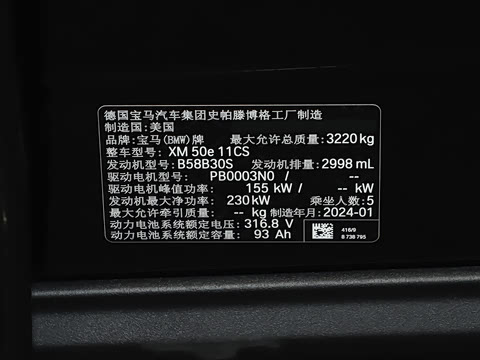 德国宝马汽车集团史帕滕博格工厂制造
制造国:美国
品牌:宝马(BMW)牌 最大允许总质量:3220kg
整车型号: XM 50e 11CS
发动机型号: B58B30S 发动机排量: 2998 mL
驱动电机型号: PB0003N0 / --
驱动电机峰值功率: 155 kW / -- kW
发动机最大净功率: 230kW 乘坐人数:5
最大允许牵引质量: -- kg 制造年月:2024-01
动力电池系统额定电压: 316.8 V
动力电池系统额定容量: 93 Ah
416/9
8 738 795